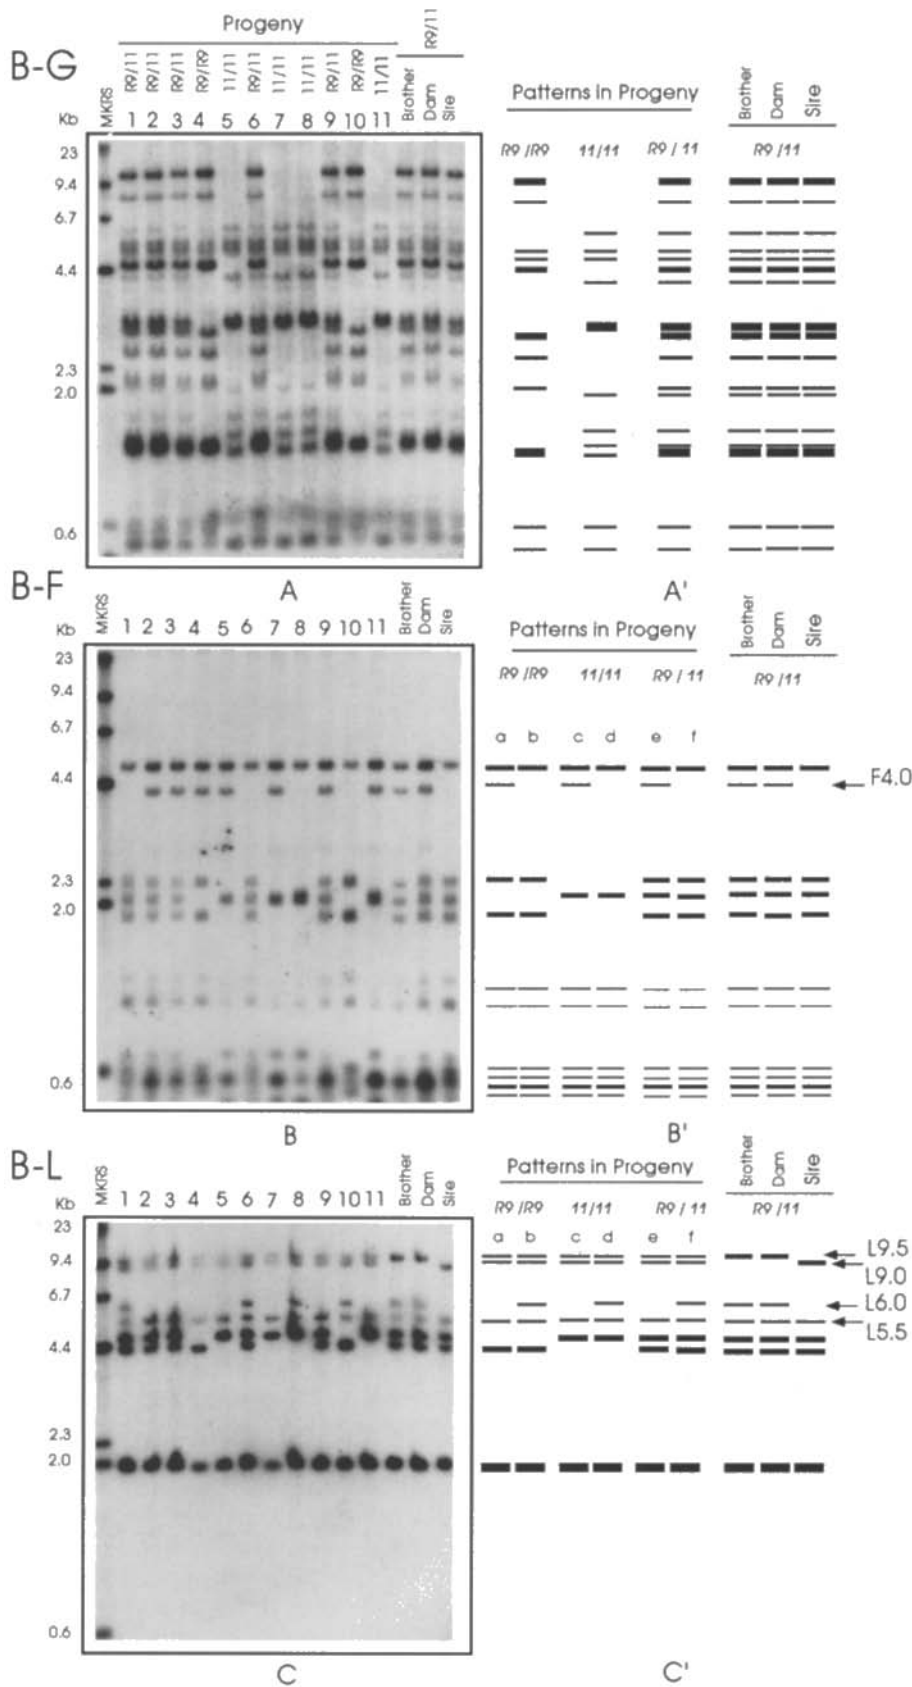 Progeny
R9/11
B-G
R9/11 R9/11 R9/11 R9/R9 11/11 R9/11 11/11 11/11 R9/11 R9/R9 11/11 Brother Dam Sire
Kb MKRS 1 2 3 4 5 6 7 8 9 10 11
23
9.4
6.7
4.4
2.3
2.0
0.6
A
Patterns in Progeny Brother Dam Sire
R9/R9 11/11 R9/11 R9/11
A'
B-F
Kb MKRS 1 2 3 4 5 6 7 8 9 10 11 Brother Dam Sire
23
9.4
6.7
4.4
2.3
2.0
0.6
B
Patterns in Progeny Brother Dam Sire
R9/R9 11/11 R9/11 R9/11
a b c d e f
F4.0
B'
B-L
Kb MKRS 1 2 3 4 5 6 7 8 9 10 11 Brother Dam Sire
23
9.4
6.7
4.4
2.3
2.0
0.6
C
Patterns in Progeny Brother Dam Sire
R9/R9 11/11 R9/11 R9/11
a b c d e f
L9.5
L9.0
L6.0
L5.5
C'